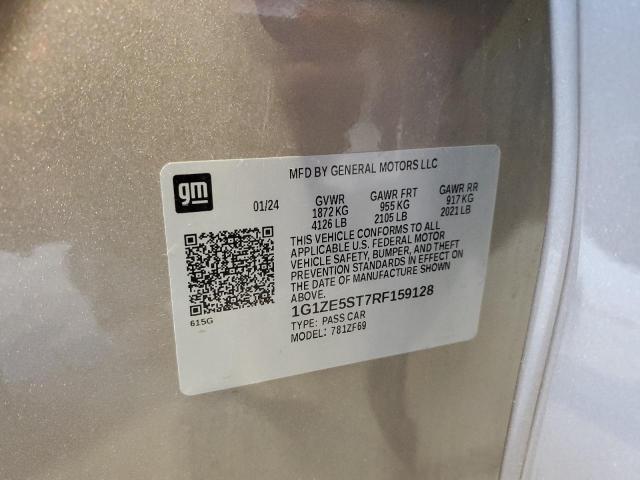 MFD BY GENERAL MOTORS LLC
gm
01/24
GVWR GAWR FRT GAWR RR
1872 KG 955 KG 917 KG
4126 LB 2105 LB 2021 LB
THIS VEHICLE CONFORMS TO ALL
APPLICABLE U.S. FEDERAL MOTOR
VEHICLE SAFETY, BUMPER, AND THEFT
PREVENTION STANDARDS IN EFFECT ON
THE DATE OF MANUFACTURE SHOWN
ABOVE.
1G1ZE5ST7RF159128
TYPE: PASS CAR
MODEL: 781ZF69
615G